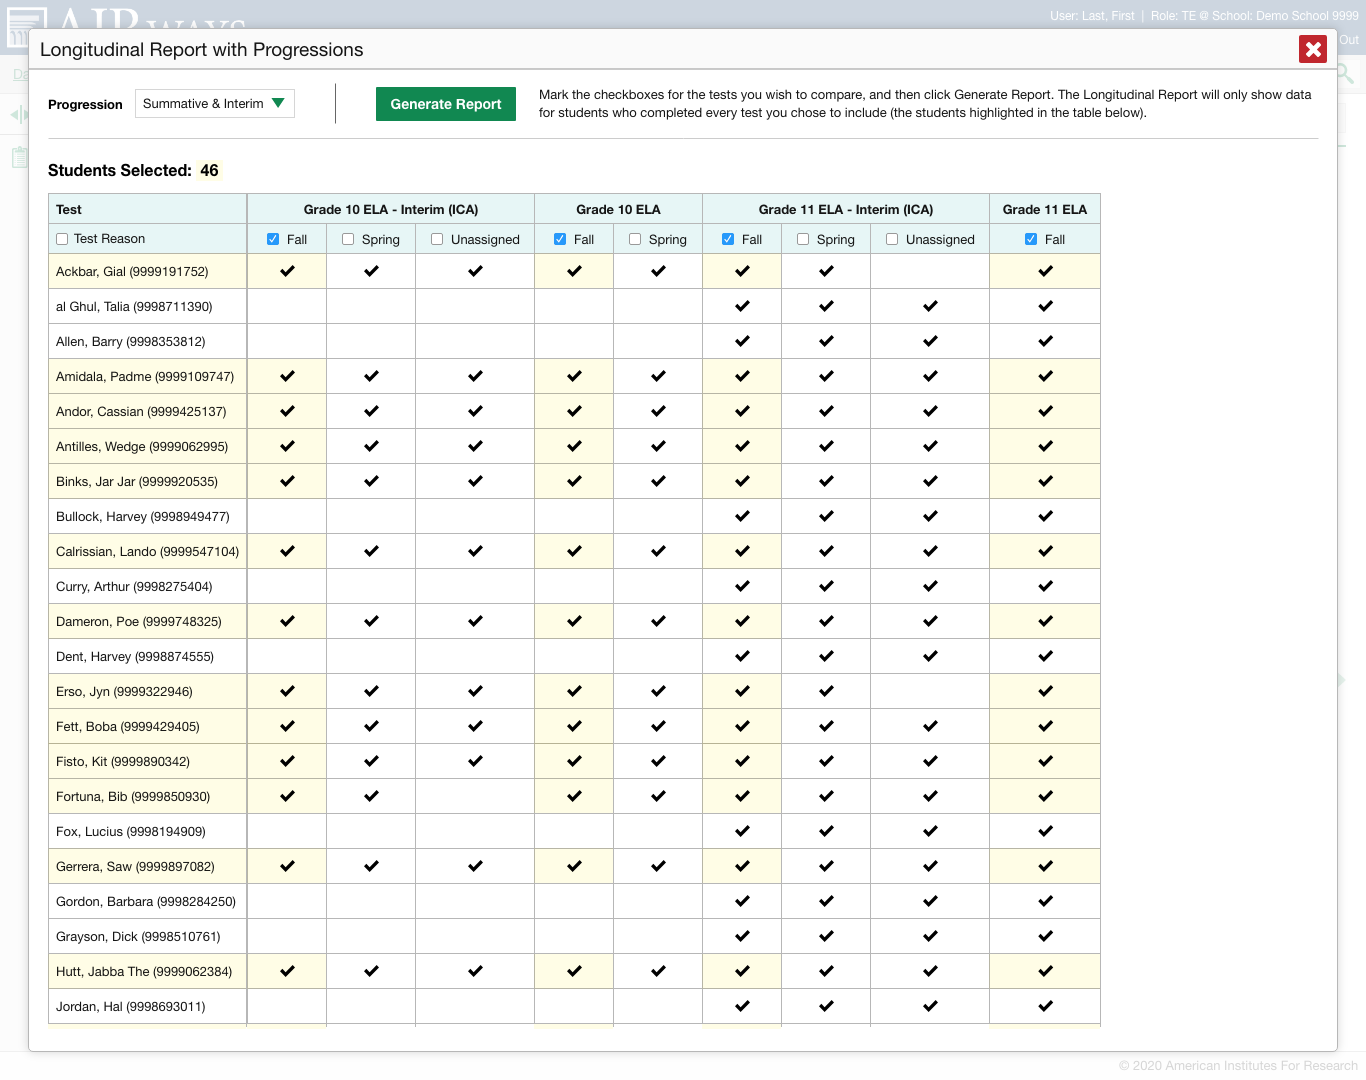 AIRWAYS
User: Last, First | Role: TE @ School: Demo School 9999
Out
Da
Longitudinal Report with Progressions
Progression Summative & Interim Generate Report
Mark the checkboxes for the tests you wish to compare, and then click Generate Report. The Longitudinal Report will only show data
for students who completed every test you chose to include (the students highlighted in the table below).
Students Selected: 46
Test Grade 10 ELA - Interim (ICA) Grade 10 ELA Grade 11 ELA - Interim (ICA) Grade 11 ELA
Test Reason Fall Spring Unassigned Fall Spring Fall Spring Unassigned Fall
Ackbar, Gial (9999191752)
al Ghul, Talia (9998711390)
Allen, Barry (9998353812)
Amidala, Padme (9999109747)
Andor, Cassian (9999425137)
Antilles, Wedge (9999062995)
Binks, Jar Jar (9999920535)
Bullock, Harvey (9998949477)
Calrissian, Lando (9999547104)
Curry, Arthur (9998275404)
Dameron, Poe (9999748325)
Dent, Harvey (9998874555)
Erso, Jyn (9999322946)
Fett, Boba (9999429405)
Fisto, Kit (9999890342)
Fortuna, Bib (9999850930)
Fox, Lucius (9998194909)
Gerrera, Saw (9999897082)
Gordon, Barbara (9998284250)
Grayson, Dick (9998510761)
Hutt, Jabba The (9999062384)
Jordan, Hal (9998693011)
© 2020 American Institutes For Research